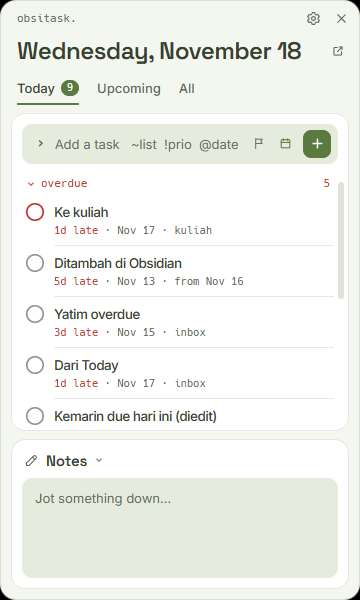 obsitask.
Wednesday, November 18
Today 9 Upcoming All
Add a task ~list !prio @date
overdue 5
Ke kuliah
1d late · Nov 17 · kuliah
Ditambah di Obsidian
5d late · Nov 13 · from Nov 16
Yatim overdue
3d late · Nov 15 · inbox
Dari Today
1d late · Nov 17 · inbox
Kemarin due hari ini (diedit)
Notes
Jot something down...